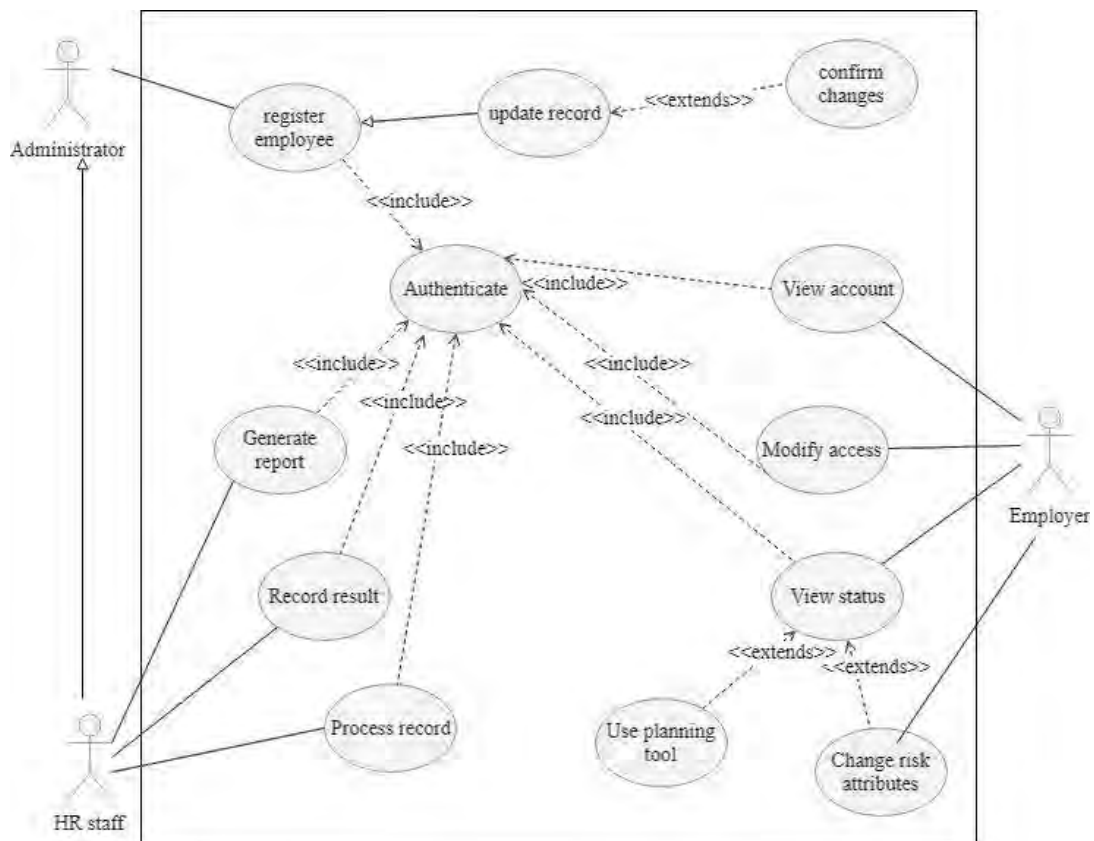 Administrator
register
employee
update record
<<extends>>
confirm
changes
<<include>>
Authenticate
<<include>>
View account
<<include>>
<<include>>
<<include>>
<<include>>
<<include>>
Generate
report
Modify access
Employer
Record result
View status
<<extends>>
<<extends>>
Process record
Use planning
tool
Change risk
attributes
HR staff